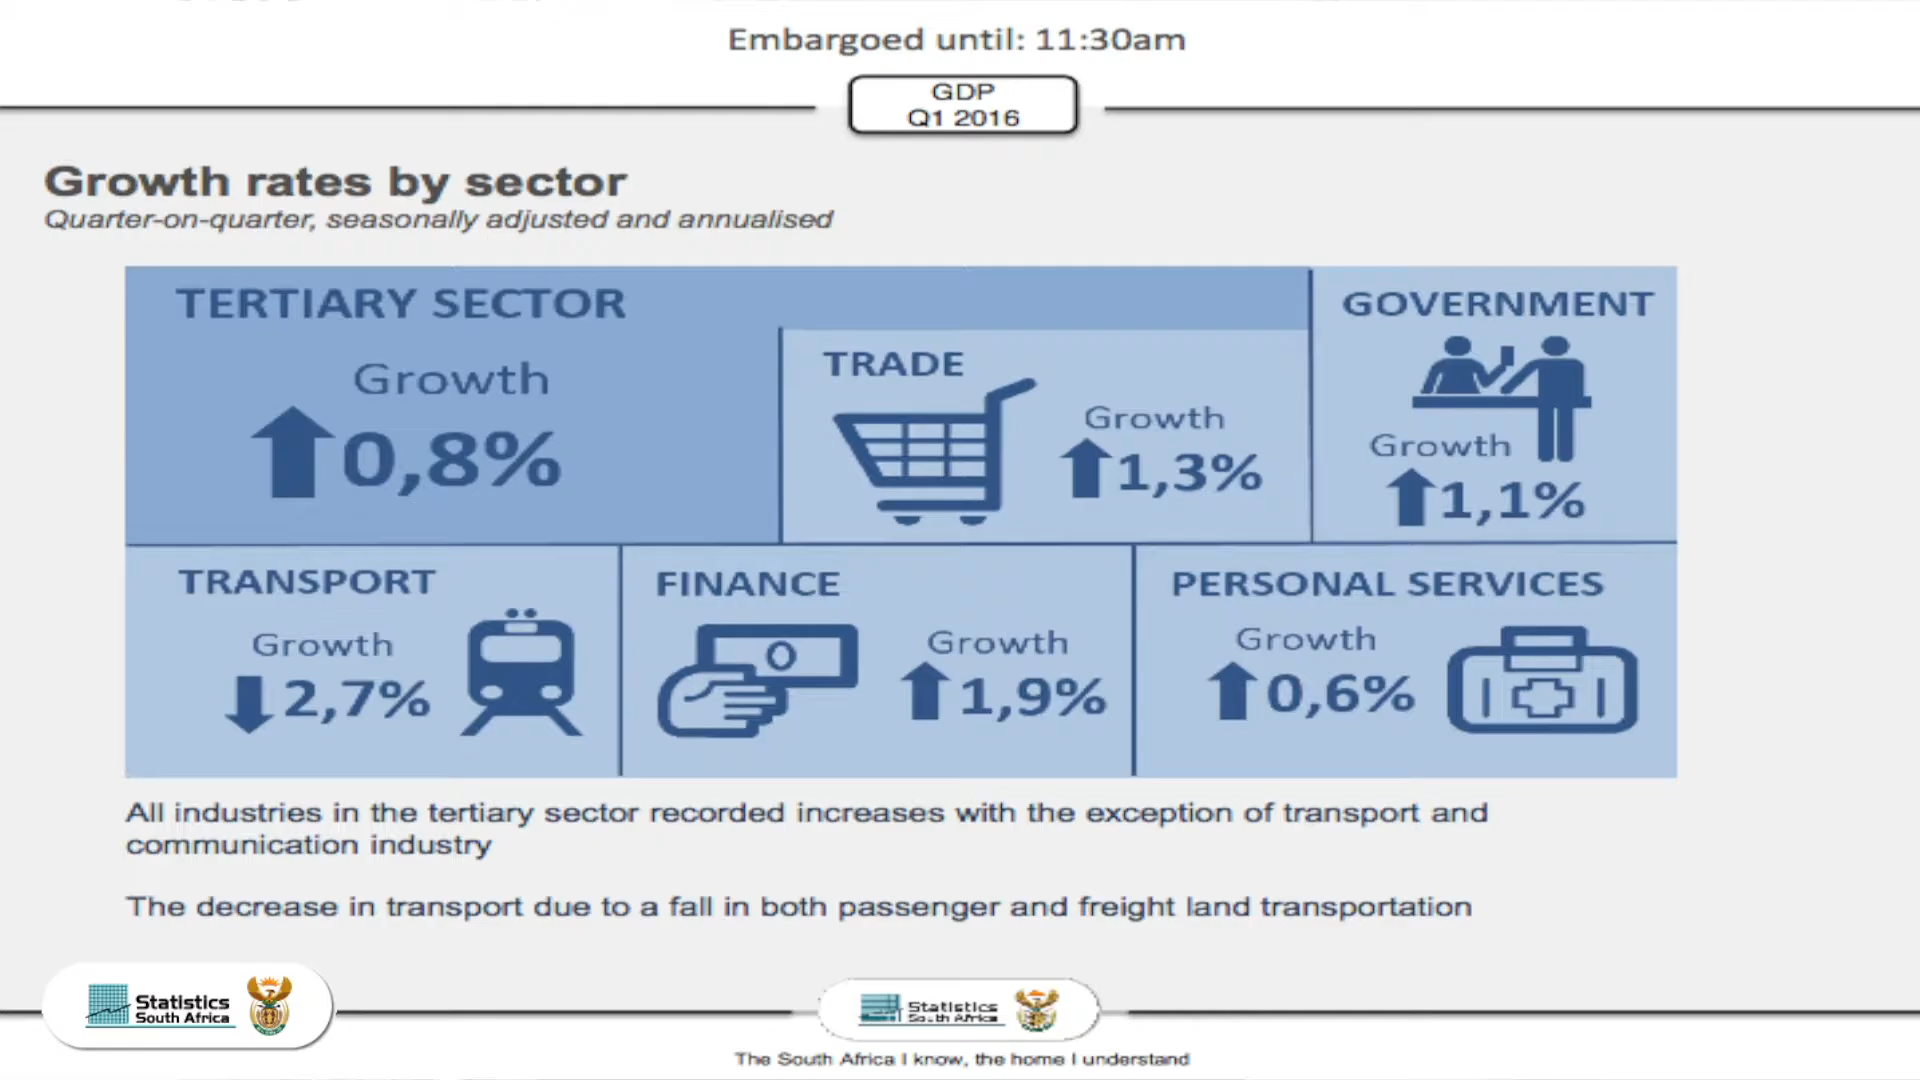 Embargoed until: 11:30am
GDP
Q1 2016
Growth rates by sector
Quarter-on-quarter, seasonally adjusted and annualised
TERTIARY SECTOR
Growth
0,8%
TRADE
Growth
1,3%
GOVERNMENT
Growth
1,1%
TRANSPORT
Growth
2,7%
FINANCE
Growth
1,9%
PERSONAL SERVICES
Growth
0,6%
All industries in the tertiary sector recorded increases with the exception of transport and
communication industry
The decrease in transport due to a fall in both passenger and freight land transportation
Statistics
South Africa
Statistics
South Africa
The South Africa I know, the home I understand